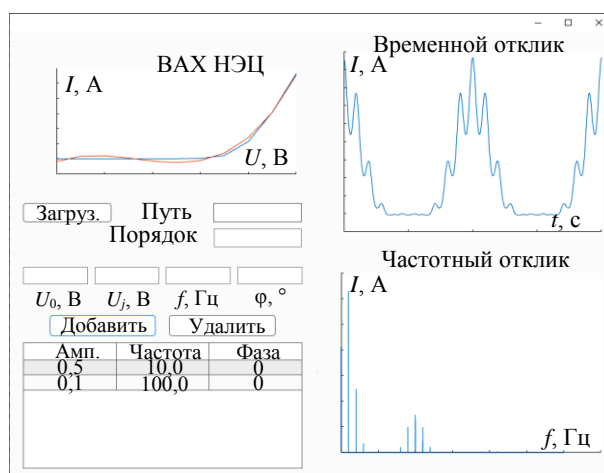 ВАХ НЭЦ
I, А
U, В
Загруз. Путь
Порядок
U₀, В Uⱼ, В f, Гц φ, °
Добавить Удалить
Амп. Частота Фаза
0,5 10,0 0
0,1 100,0 0
Временной отклик
I, А
t, с
Частотный отклик
I, А
f, Гц